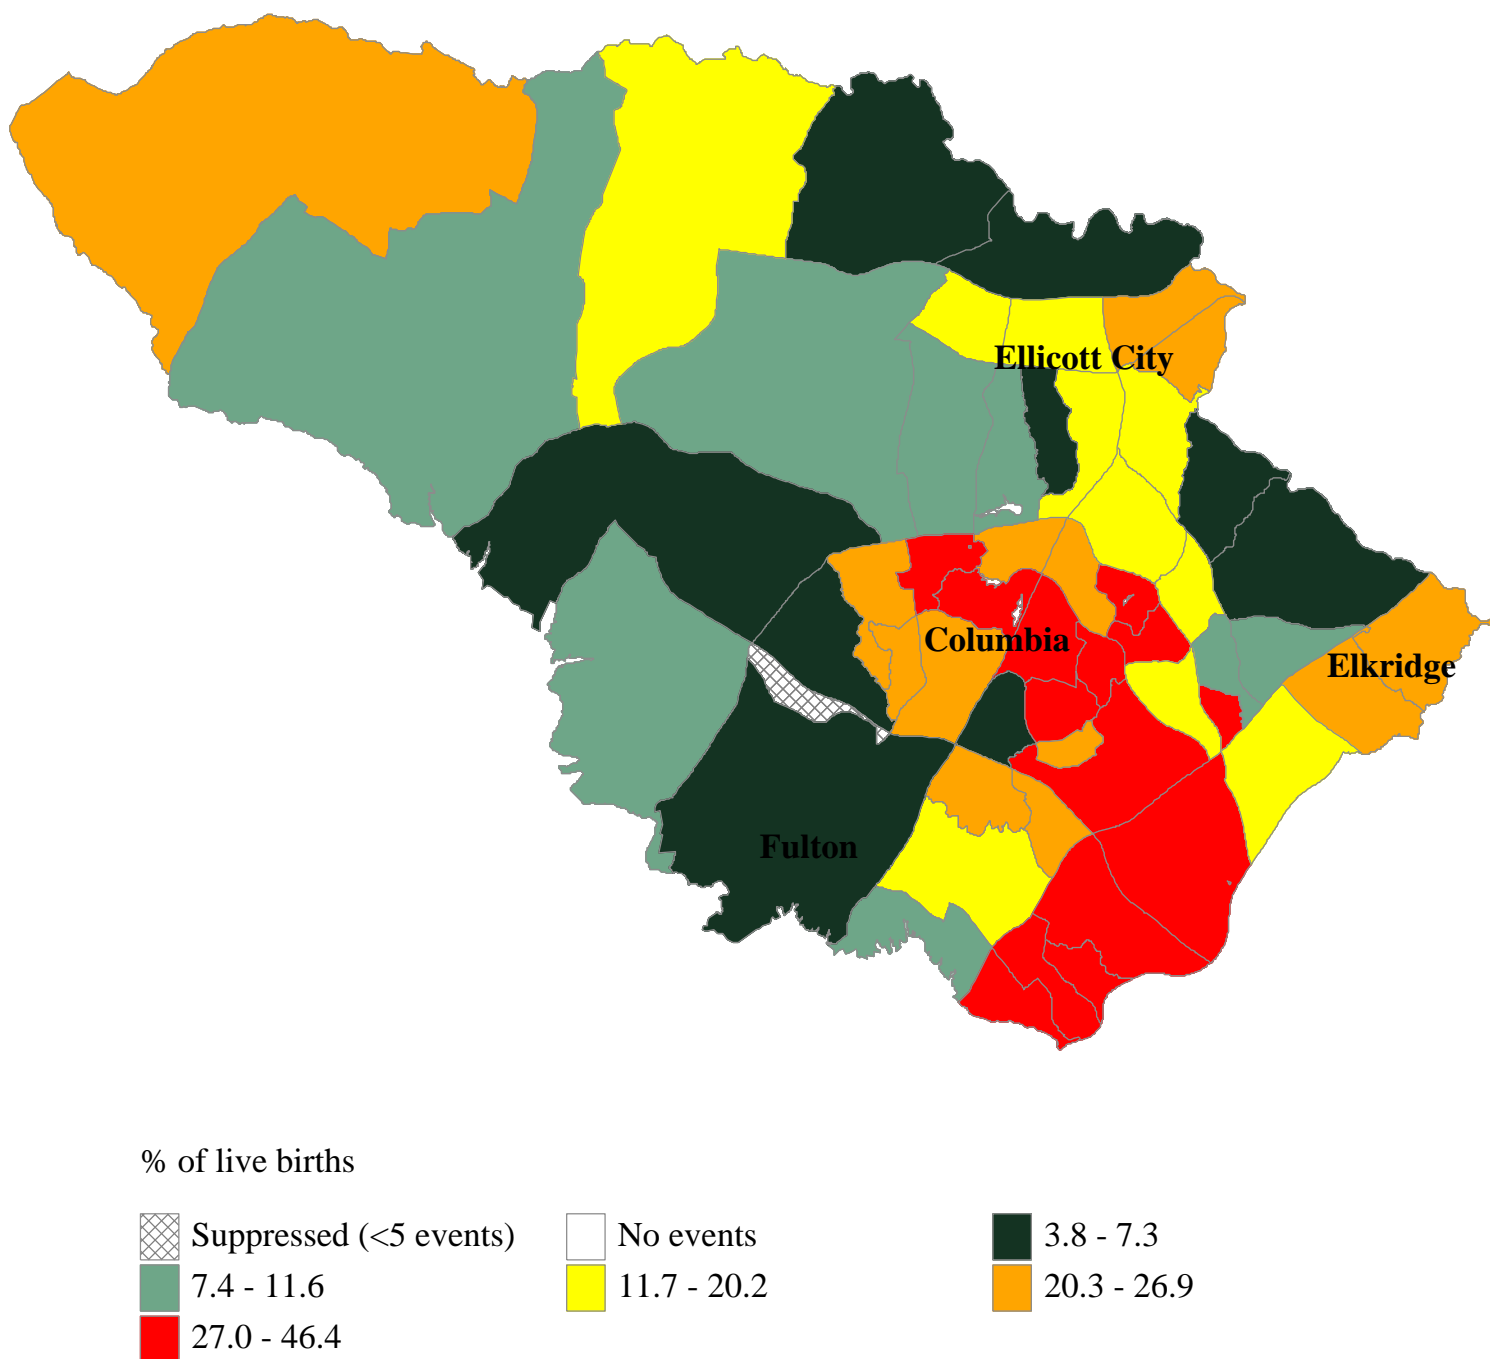 Ellicott City
Columbia
Elkridge
Fulton
% of live births
Suppressed (<5 events)
No events
3.8 - 7.3
7.4 - 11.6
11.7 - 20.2
20.3 - 26.9
27.0 - 46.4